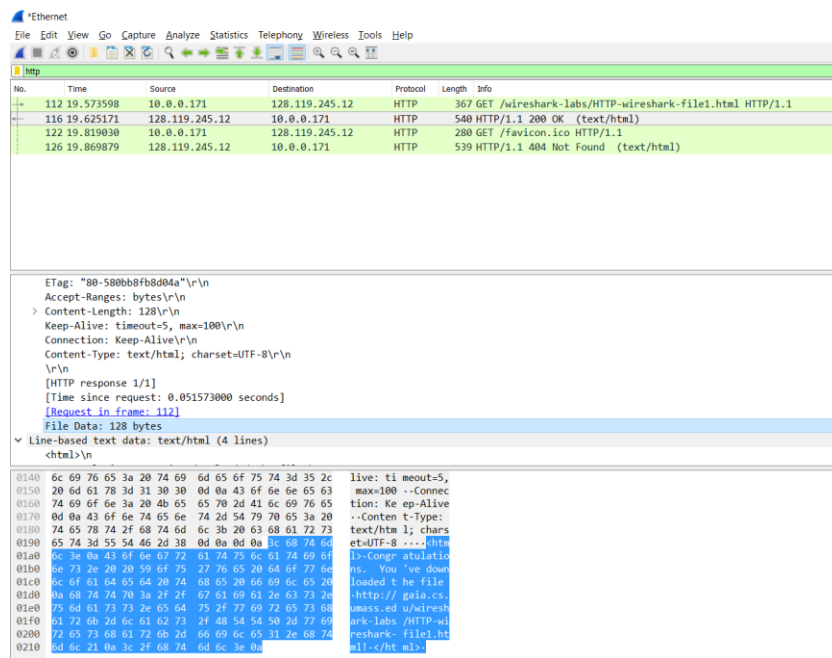 *Ethernet
File Edit View Go Capture Analyze Statistics Telephony Wireless Tools Help
http
No. Time Source Destination Protocol Length Info
112 19.573598 10.0.0.171 128.119.245.12 HTTP 367 GET /wireshark-labs/HTTP-wireshark-file1.html HTTP/1.1
116 19.625171 128.119.245.12 10.0.0.171 HTTP 540 HTTP/1.1 200 OK (text/html)
122 19.819030 10.0.0.171 128.119.245.12 HTTP 280 GET /favicon.ico HTTP/1.1
126 19.869879 128.119.245.12 10.0.0.171 HTTP 539 HTTP/1.1 404 Not Found (text/html)
ETag: "80-580bb8fb8d04a"\r\n
Accept-Ranges: bytes\r\n
> Content-Length: 128\r\n
Keep-Alive: timeout=5, max=100\r\n
Connection: Keep-Alive\r\n
Content-Type: text/html; charset=UTF-8\r\n
\r\n
[HTTP response 1/1]
[Time since request: 0.051573000 seconds]
[Request in frame: 112]
File Data: 128 bytes
Line-based text data: text/html (4 lines)
<html>\n
0140 6c 69 76 65 3a 20 74 69 6d 65 6f 75 74 3d 35 2c live: ti meout=5,
0150 20 6d 61 78 3d 31 30 30 0d 0a 43 6f 6e 6e 65 63 max=100 ··Connec
0160 74 69 6f 6e 3a 20 4b 65 65 70 2d 41 6c 69 76 65 tion: Ke ep-Alive
0170 0d 0a 43 6f 6e 74 65 6e 74 2d 54 79 70 65 3a 20 ··Conten t-Type:
0180 74 65 78 74 2f 68 74 6d 6c 3b 20 63 68 61 72 73 text/htm l; chars
0190 65 74 3d 55 54 46 2d 38 0d 0a 0d 0a 3c 68 74 6d et=UTF-8 ····<htm
01a0 6c 3e 0a 43 6f 6e 67 72 61 74 75 6c 61 74 69 6f l>·Congr atulatio
01b0 6e 73 2e 20 20 59 6f 75 27 76 65 20 64 6f 77 6e ns. You 've down
01c0 6c 6f 61 64 65 64 20 74 68 65 20 66 69 6c 65 20 loaded t he file
01d0 0a 68 74 74 70 3a 2f 2f 67 61 69 61 2e 63 73 2e ·http:// gaia.cs.
01e0 75 6d 61 73 73 2e 65 64 75 2f 77 69 72 65 73 68 umass.ed u/wiresh
01f0 61 72 6b 2d 6c 61 62 73 2f 48 54 54 50 2d 77 69 ark-labs /HTTP-wi
0200 72 65 73 68 61 72 6b 2d 66 69 6c 65 31 2e 68 74 reshark- file1.ht
0210 6d 6c 21 0a 3c 2f 68 74 6d 6c 3e 0a ml!·</ht ml>·